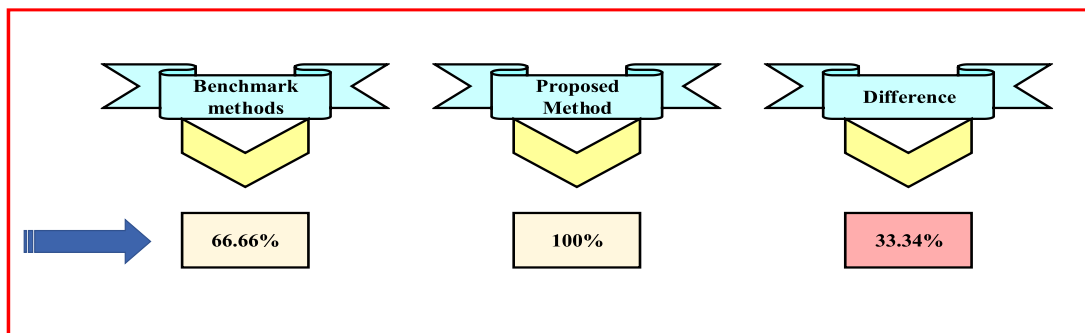 Benchmark
methods
Proposed
Method
Difference
66.66%
100%
33.34%